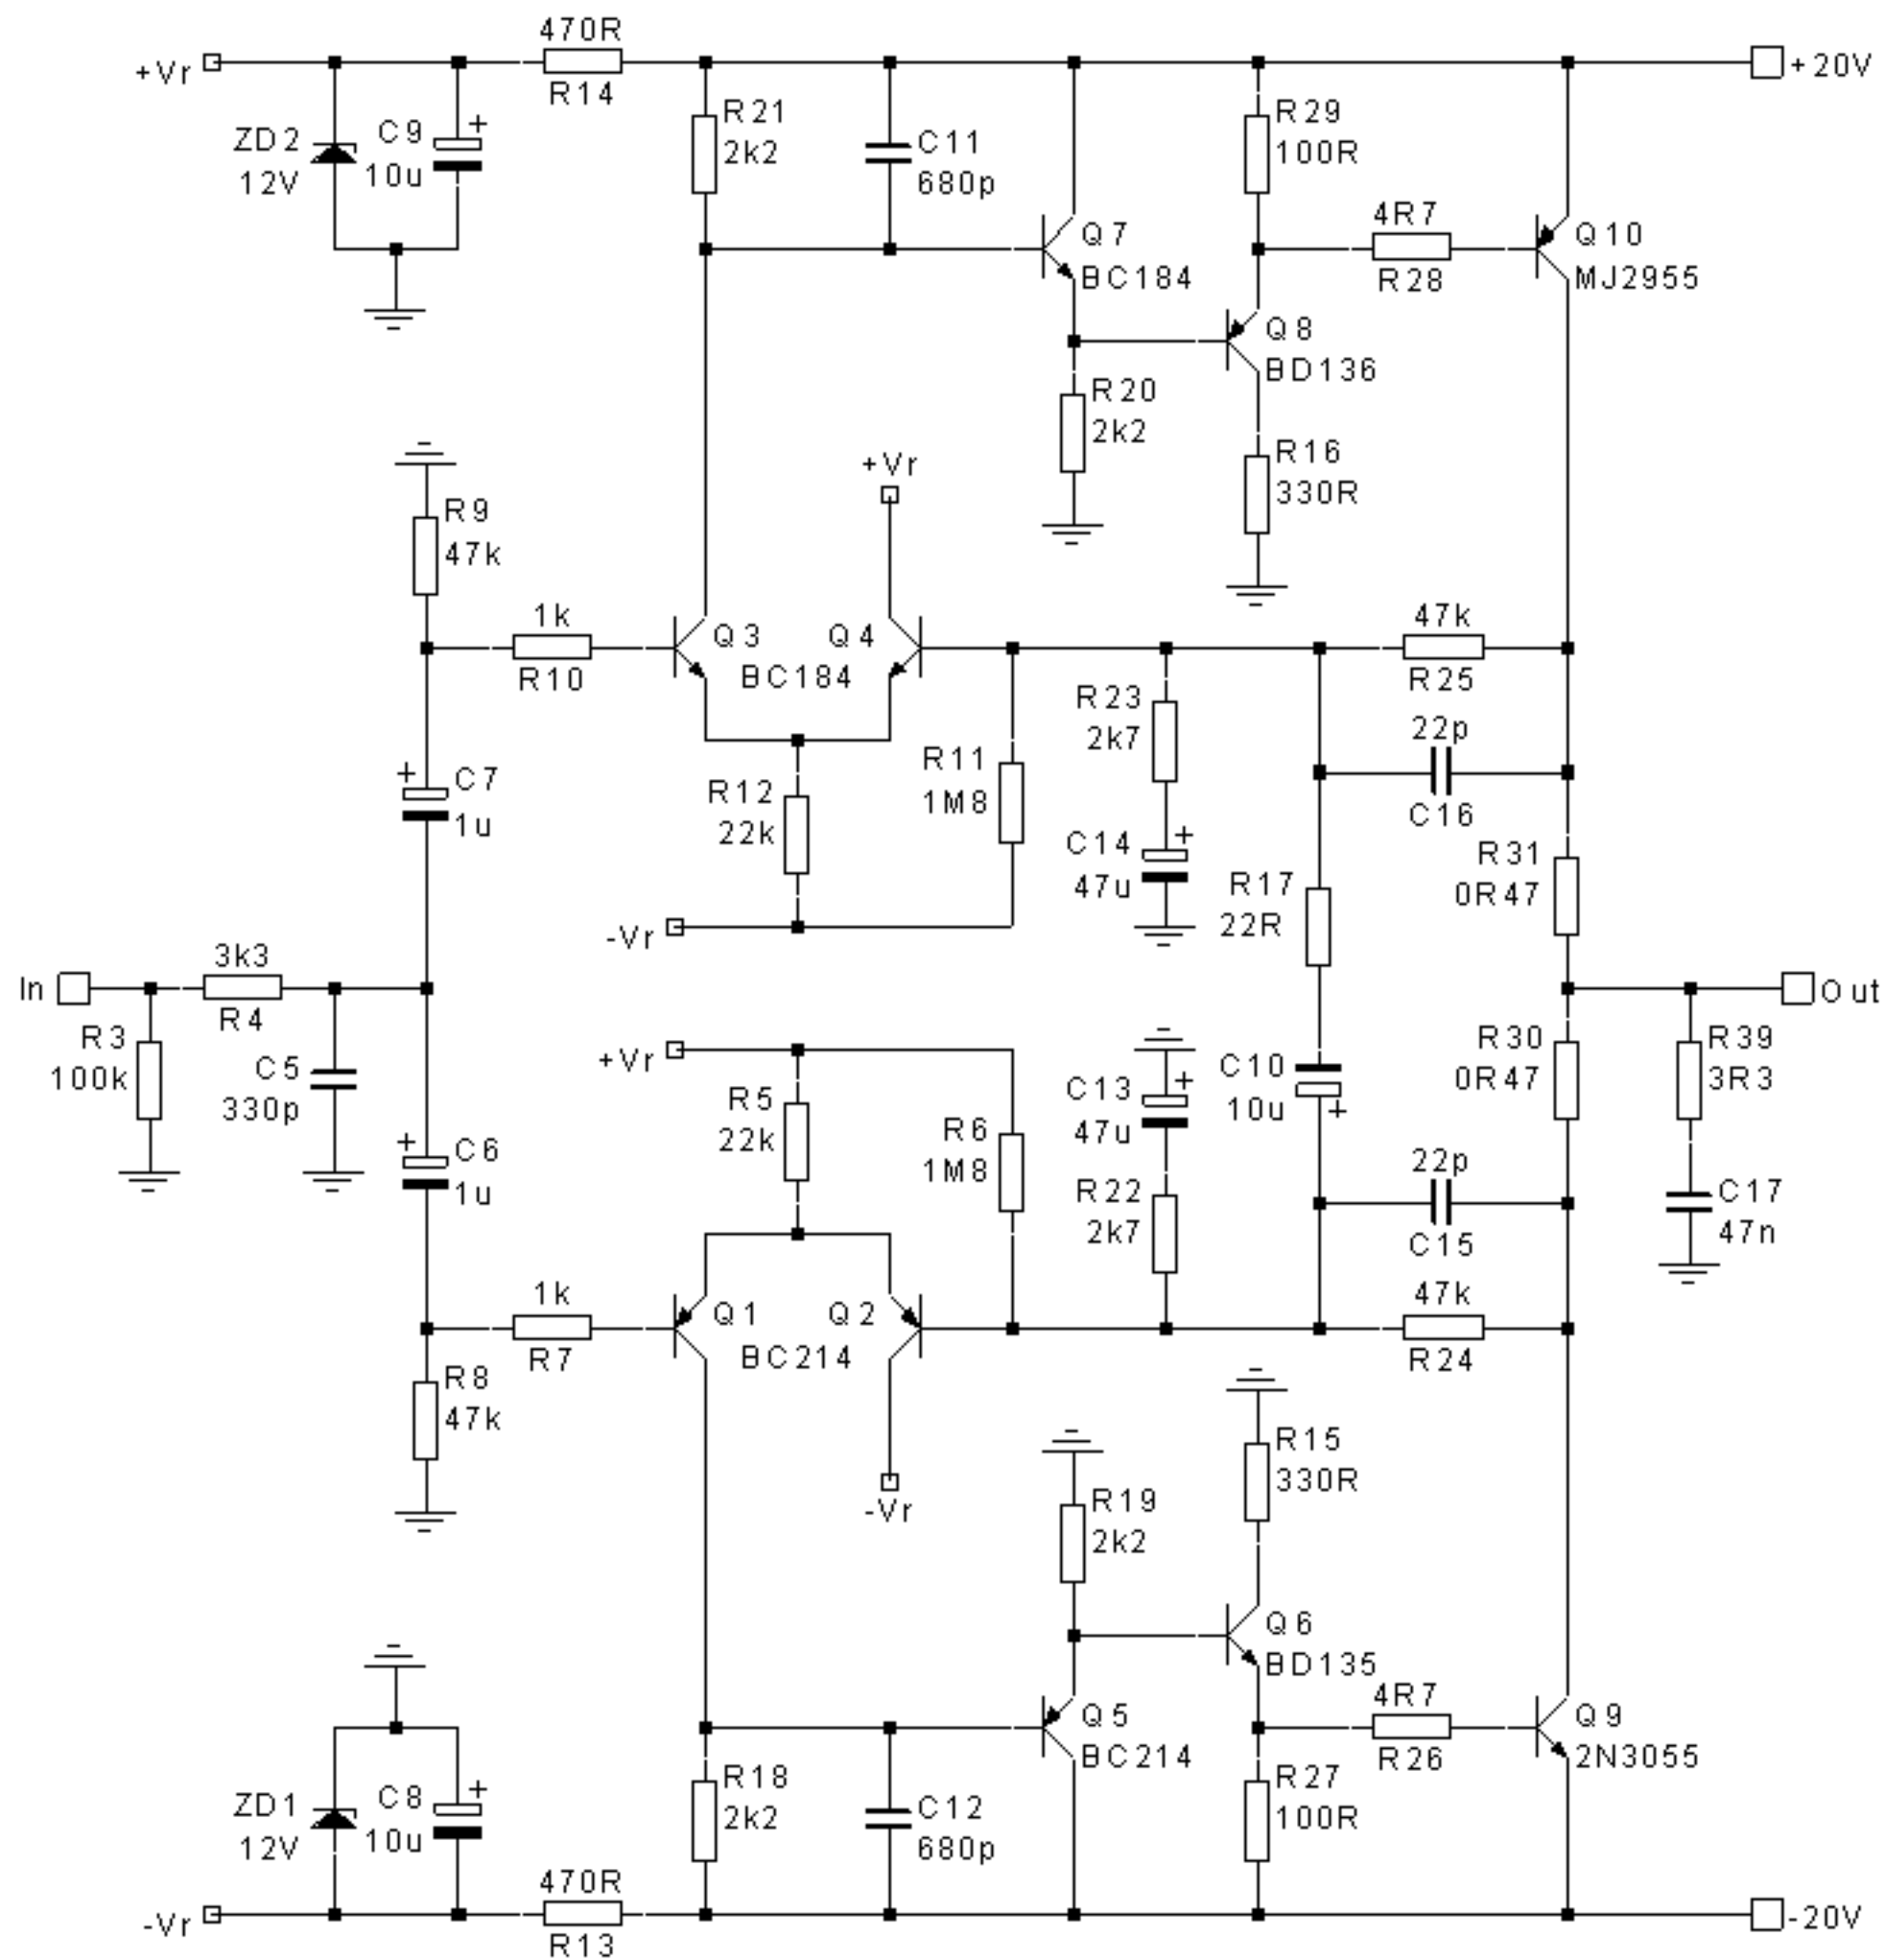 470R
+Vr
R14
+20V
R21
2k2
C11
680p
R29
100R
ZD2
12V
C9
+
10u
4R7
R28
Q7
BC184
Q10
MJ2955
Q8
BD136
R20
2k2
R16
330R
+Vr
R9
47k
1k
R10
Q3
Q4
BC184
47k
R25
R23
2k7
22p
C16
+
C7
1u
R12
22k
R11
1M8
C14
+
47u
R17
22R
R31
0R47
-Vr
In
3k3
R4
Out
R3
100k
C5
330p
+Vr
R5
22k
R6
1M8
C13
+
47u
C10
10u
+
R30
0R47
R39
3R3
+
C6
1u
R22
2k7
22p
C15
C17
47n
1k
R7
Q1
Q2
BC214
47k
R24
R8
47k
-Vr
R15
330R
R19
2k2
Q6
BD135
4R7
R26
Q5
BC214
Q9
2N3055
R18
2k2
C12
680p
R27
100R
ZD1
12V
C8
+
10u
470R
-Vr
R13
-20V